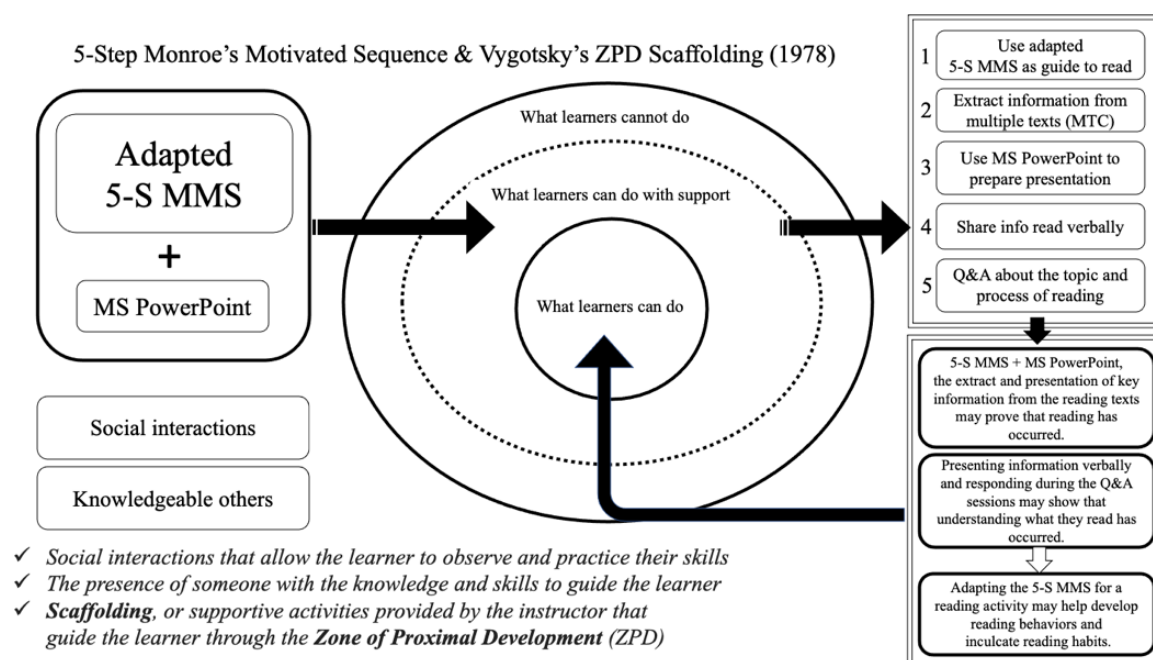 5-Step Monroe's Motivated Sequence & Vygotsky's ZPD Scaffolding (1978)
Adapted
5-S MMS
+
MS PowerPoint
Social interactions
Knowledgeable others
What learners cannot do
What learners can do with support
What learners can do
1
Use adapted
5-S MMS as guide to read
2
Extract information from
multiple texts (MTC)
3
Use MS PowerPoint to
prepare presentation
4
Share info read verbally
5
Q&A about the topic and
process of reading
5-S MMS + MS PowerPoint,
the extract and presentation of key
information from the reading texts
may prove that reading has
occurred.
Presenting information verbally
and responding during the Q&A
sessions may show that
understanding what they read has
occurred.
Adapting the 5-S MMS for a
reading activity may help develop
reading behaviors and
inculcate reading habits.
✓ Social interactions that allow the learner to observe and practice their skills
✓ The presence of someone with the knowledge and skills to guide the learner
✓ Scaffolding, or supportive activities provided by the instructor that
guide the learner through the Zone of Proximal Development (ZPD)